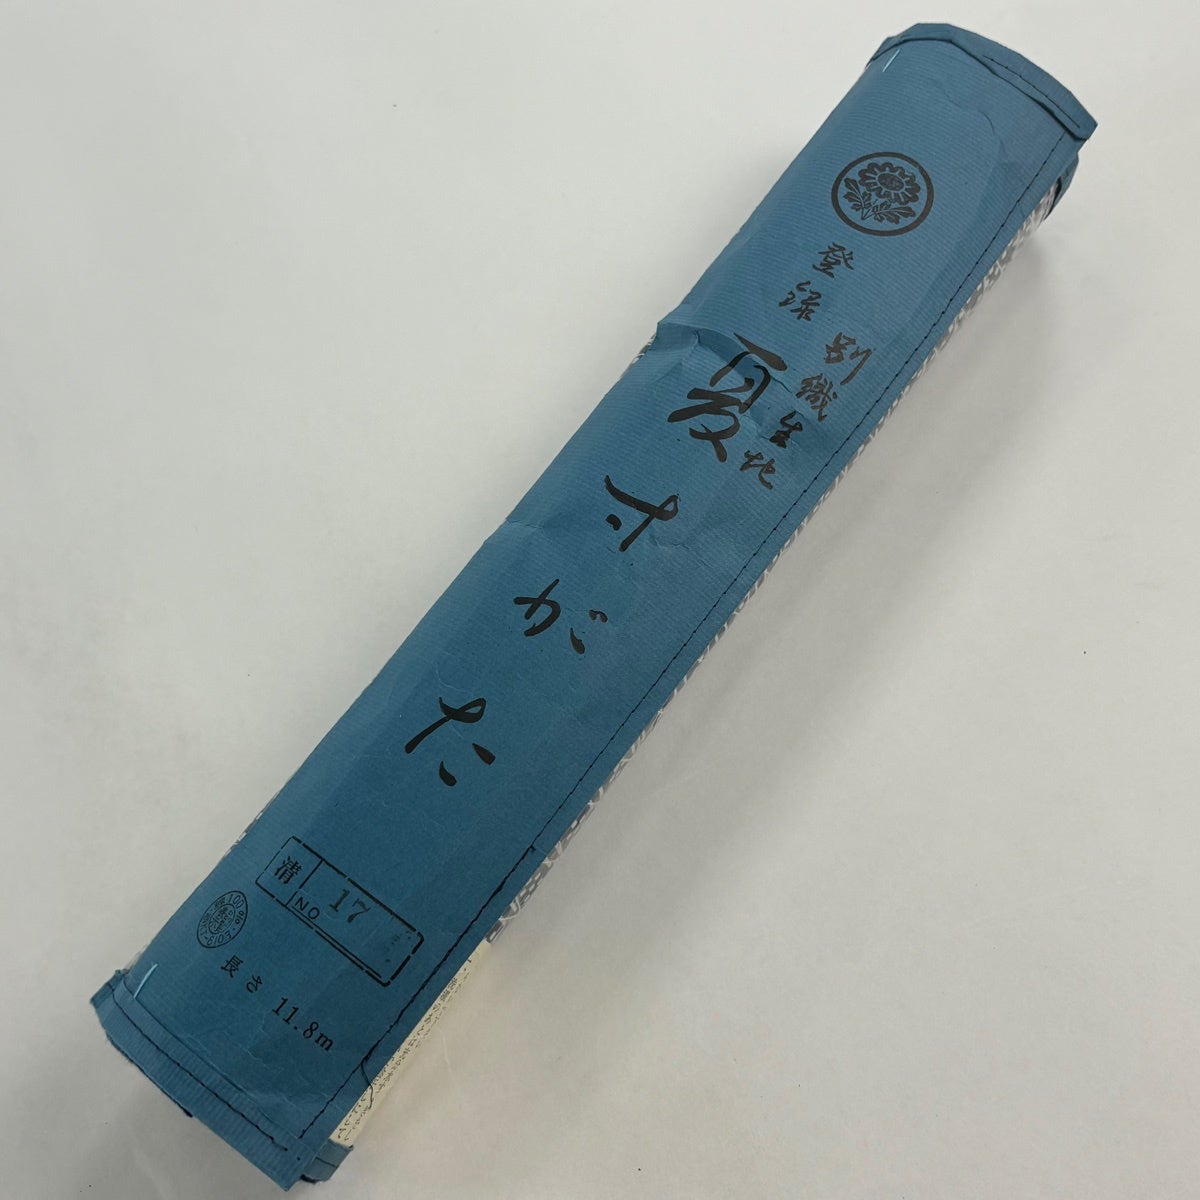 登録
別織生地
夏すがた
清
NO 17
長さ 11.8m